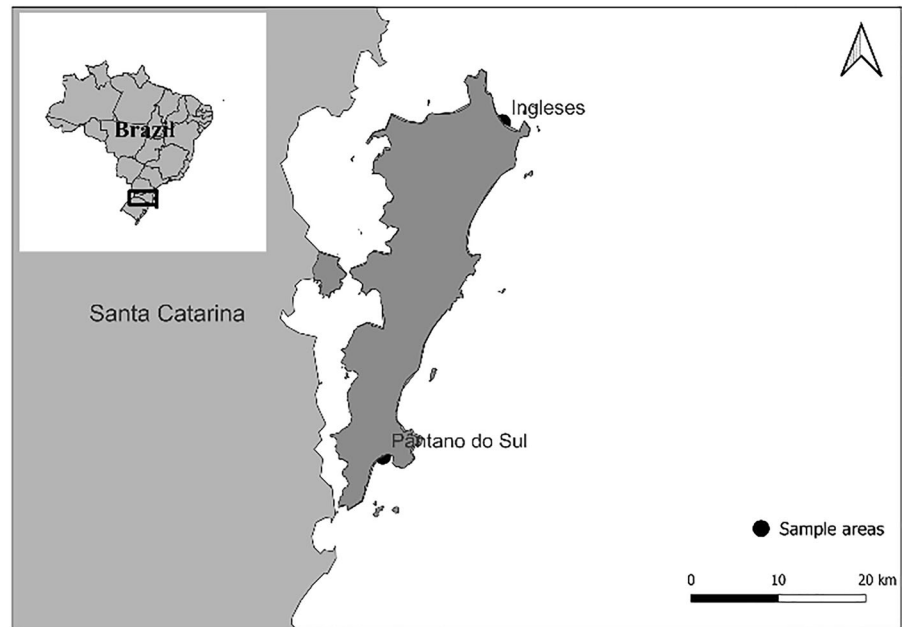 Brazil
Ingleses
Santa Catarina
Pântano do Sul
Sample areas
0 10 20 km